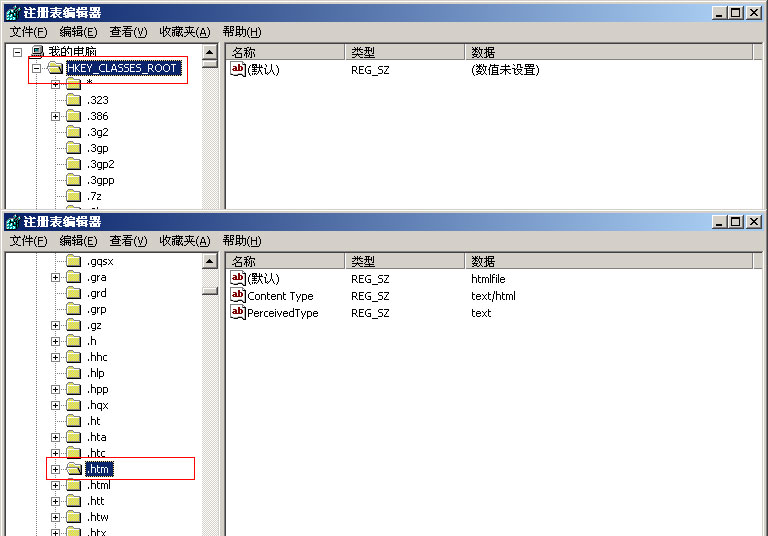 注册表编辑器
文件(F) 编辑(E) 查看(V) 收藏夹(A) 帮助(H)
我的电脑
HKEY_CLASSES_ROOT
*
.323
.386
.3g2
.3gp
.3gp2
.3gpp
.7z
名称 类型 数据
(默认) REG_SZ (数值未设置)
注册表编辑器
文件(F) 编辑(E) 查看(V) 收藏夹(A) 帮助(H)
.gqsx
.gra
.grd
.grp
.gz
.h
.hhc
.hlp
.hpp
.hqx
.ht
.hta
.htc
.htm
.html
.htt
.htw
.htx
名称 类型 数据
(默认) REG_SZ htmlfile
Content Type REG_SZ text/html
PerceivedType REG_SZ text